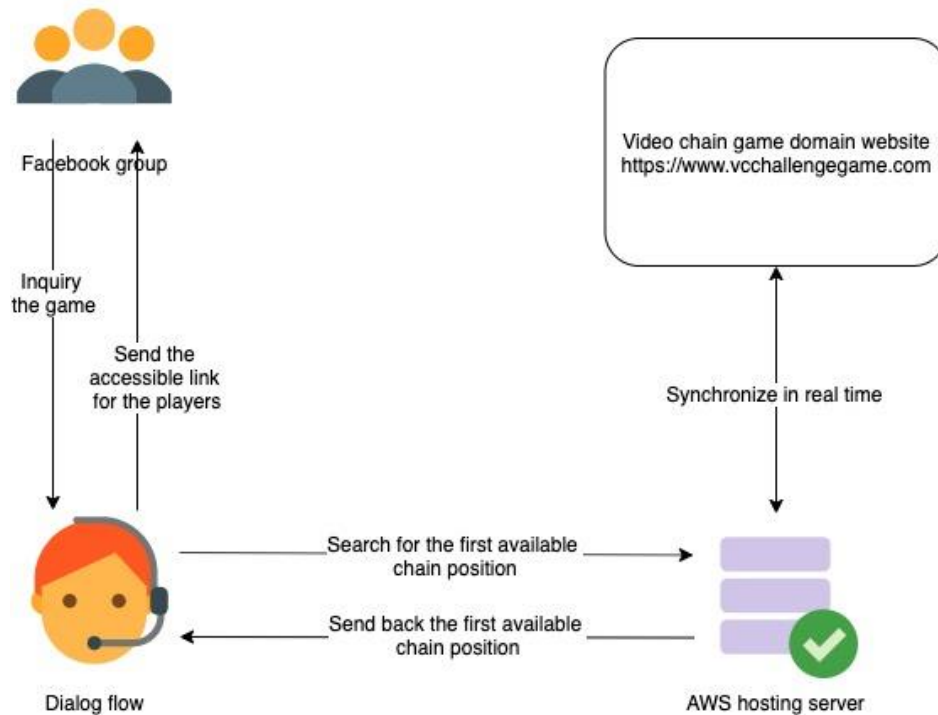 Facebook group
Video chain game domain website
https://www.vcchallengegame.com
Inquiry
the game
Send the
accessible link
for the players
Synchronize in real time
Search for the first available
chain position
Send back the first available
chain position
Dialog flow
AWS hosting server